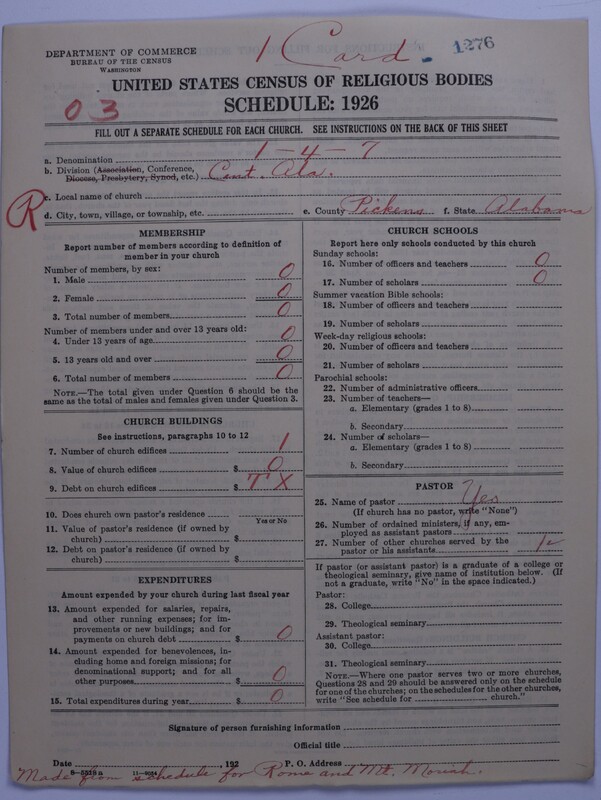 1 Card. 1276
DEPARTMENT OF COMMERCE
BUREAU OF THE CENSUS
WASHINGTON
UNITED STATES CENSUS OF RELIGIOUS BODIES
03
SCHEDULE: 1926
FILL OUT A SEPARATE SCHEDULE FOR EACH CHURCH. SEE INSTRUCTIONS ON THE BACK OF THIS SHEET
a. Denomination 1-4-7
b. Division (Association, Conference,
Diocese, Presbytery, Synod, etc.) Cent. Ala.
R
c. Local name of church
d. City, town, village, or township, etc. e. County Pickens f. State Alabama
MEMBERSHIP
Report number of members according to definition of
member in your church
Number of members, by sex:
1. Male 0
2. Female 0
3. Total number of members 0
Number of members under and over 13 years old:
4. Under 13 years of age 0
5. 13 years old and over 0
6. Total number of members 0
NOTE.—The total given under Question 6 should be the
same as the total of males and females given under Question 3.
CHURCH BUILDINGS
See instructions, paragraphs 10 to 12
7. Number of church edifices 1
8. Value of church edifices $ 0
9. Debt on church edifices $ TX
10. Does church own pastor's residence
Yes or No
11. Value of pastor's residence (if owned by
church) $
12. Debt on pastor's residence (if owned by
church) $
EXPENDITURES
Amount expended by your church during last fiscal year
13. Amount expended for salaries, repairs,
and other running expenses; for im-
provements or new buildings; and for
payments on church debt $ 0
14. Amount expended for benevolences, in-
cluding home and foreign missions; for
denominational support; and for all
other purposes $ 0
15. Total expenditures during year $ 0
CHURCH SCHOOLS
Report here only schools conducted by this church
Sunday schools:
16. Number of officers and teachers 0
17. Number of scholars 0
Summer vacation Bible schools:
18. Number of officers and teachers
19. Number of scholars
Week-day religious schools:
20. Number of officers and teachers
21. Number of scholars
Parochial schools:
22. Number of administrative officers
23. Number of teachers—
a. Elementary (grades 1 to 8)
b. Secondary
24. Number of scholars—
a. Elementary (grades 1 to 8)
b. Secondary
PASTOR
25. Name of pastor Yes
(If church has no pastor, write "None")
26. Number of ordained ministers, if any, em-
ployed as assistant pastors
27. Number of other churches served by the
pastor or his assistants
If pastor (or assistant pastor) is a graduate of a college or
theological seminary, give name of institution below. (If
not a graduate, write "No" in the space indicated.)
Pastor:
28. College
29. Theological seminary
Assistant pastor:
30. College
31. Theological seminary
NOTE.—Where one pastor serves two or more churches,
Questions 28 and 29 should be answered only on the schedule
for one of the churches; on the schedules for the other churches,
write "See schedule for church."
Signature of person furnishing information
Official title
Date , 192 P. O. Address
8-5518a 11-9084
Made from schedule for Rome and Mt. Moriah.